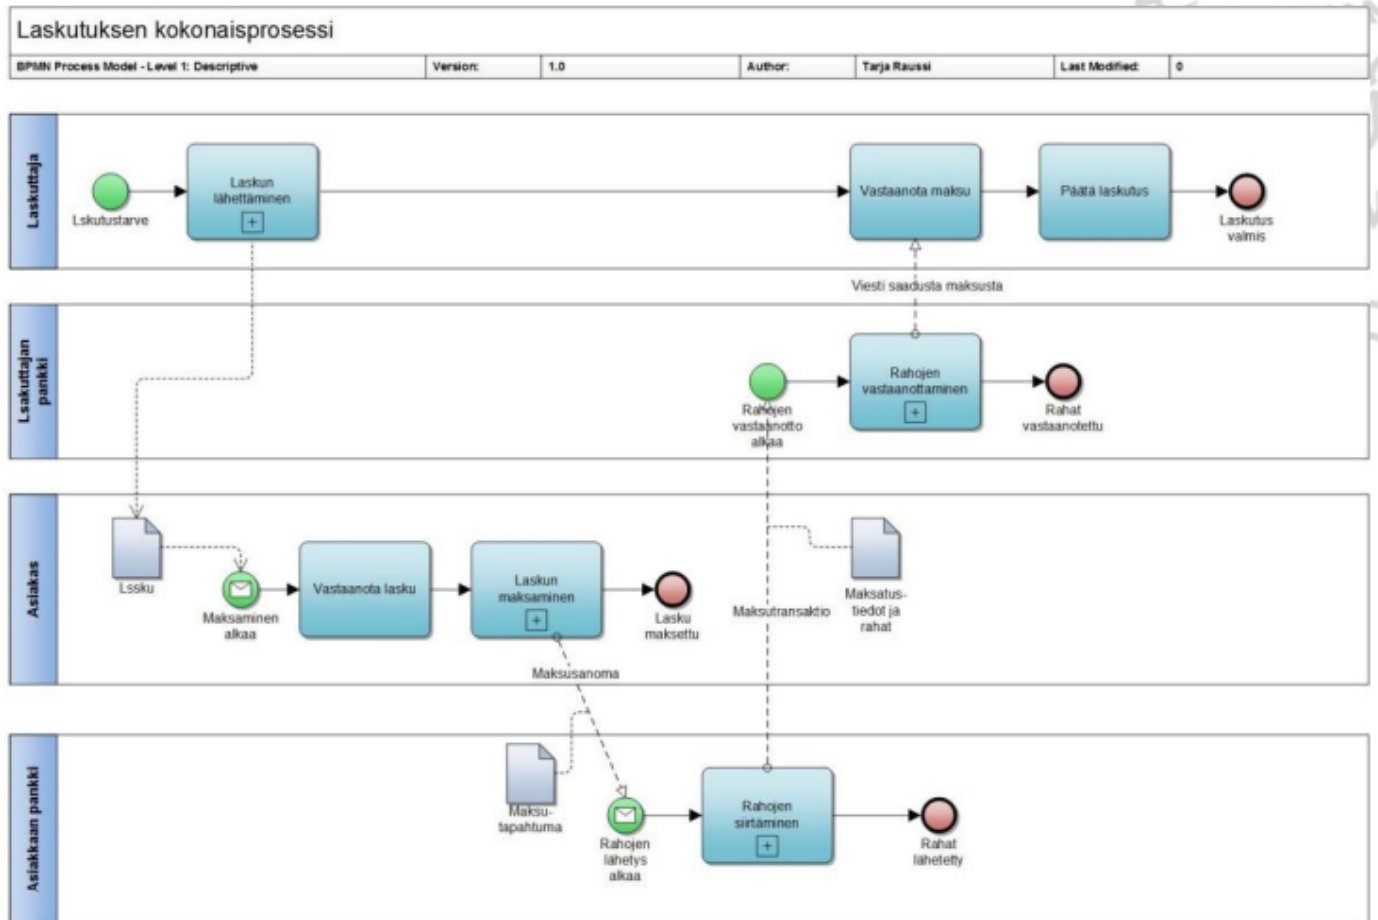 Laskutuksen kokonaisprosessi
BPMN Process Model - Level 1: Descriptive Version: 1.0 Author: Tarja Raussi Last Modified: 0
Laskuttaja
Lskutustarve
Laskun
lähettäminen
Vastaanota maksu
Päätä laskutus
Laskutus
valmis
Viesti saadusta maksusta
Lsakuttajan
pankki
Rahojen
vastaanotto
alkaa
Rahojen
vastaanottaminen
Rahat
vastaanotettu
Asiakas
Lssku
Maksaminen
alkaa
Vastaanota lasku
Laskun
maksaminen
Lasku
maksettu
Maksutransaktio
Maksatus-
tiedot ja
rahat
Maksusanoma
Asiakkaan pankki
Maksu-
tapahtuma
Rahojen
lähetys
alkaa
Rahojen
siirtäminen
Rahat
lähetetty